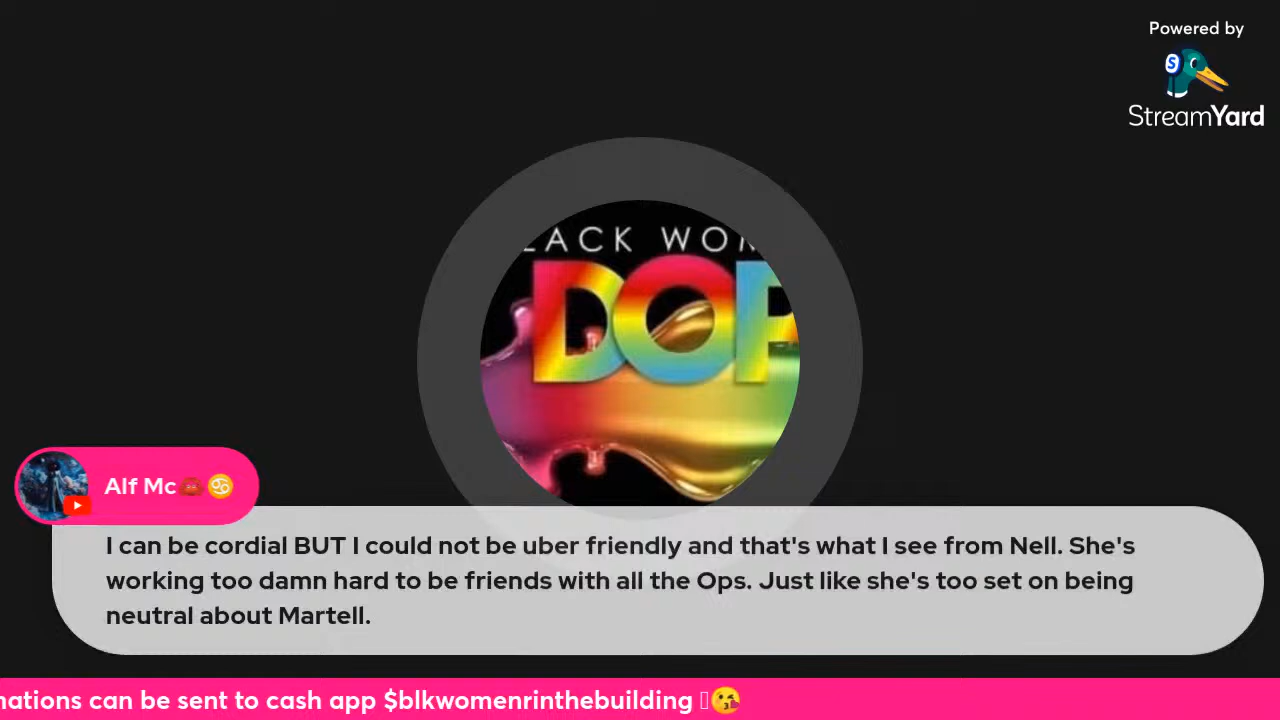 Powered by
StreamYard
LACK WOM
DOP
Alf Mc🦀♋
I can be cordial BUT I could not be uber friendly and that's what I see from Nell. She's
working too damn hard to be friends with all the Ops. Just like she's too set on being
neutral about Martell.
nations can be sent to cash app $blkwomenrinthebuilding 😘